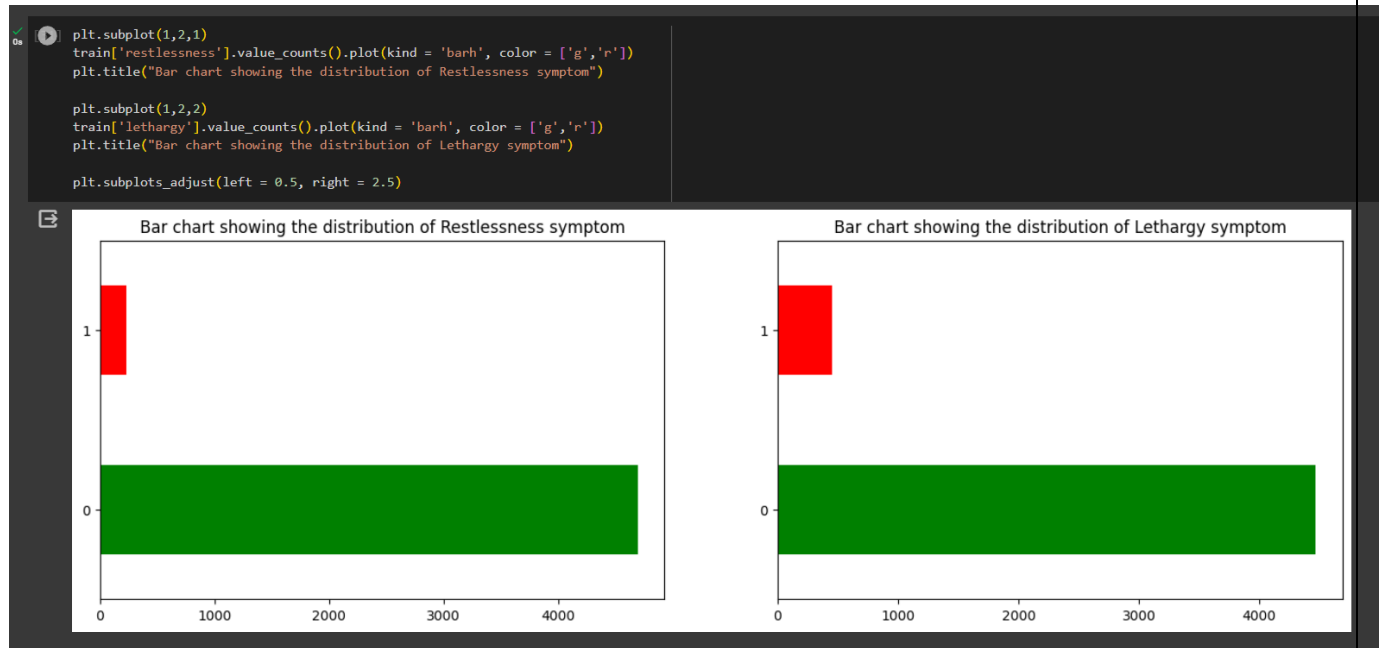 plt.subplot(1,2,1)
train['restlessness'].value_counts().plot(kind = 'barh', color = ['g','r'])
plt.title("Bar chart showing the distribution of Restlessness symptom")
plt.subplot(1,2,2)
train['lethargy'].value_counts().plot(kind = 'barh', color = ['g','r'])
plt.title("Bar chart showing the distribution of Lethargy symptom")
plt.subplots_adjust(left = 0.5, right = 2.5)
0s
Bar chart showing the distribution of Restlessness symptom
1
0
0 1000 2000 3000 4000
Bar chart showing the distribution of Lethargy symptom
1
0
0 1000 2000 3000 4000